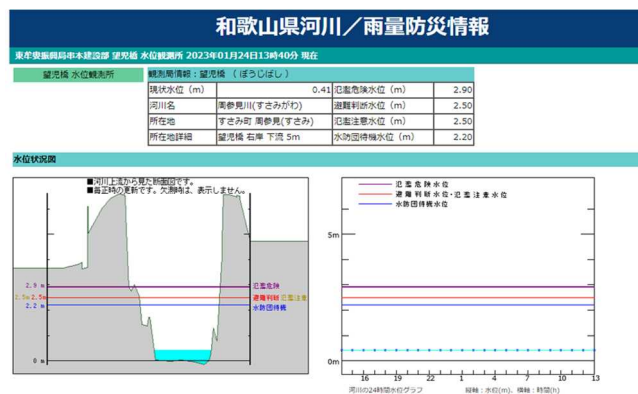 和歌山県河川／雨量防災情報
東牟婁振興局串本建設部 望児橋 水位観測所 2023年01月24日13時40分 現在
望児橋 水位観測所
観測局情報：望児橋 （ぼうじばし）
現状水位（m） 0.41 氾濫危険水位（m） 2.90
河川名 周参見川(すさみがわ) 避難判断水位（m） 2.50
所在地 すさみ町 周参見(すさみ) 氾濫注意水位（m） 2.50
所在地詳細 望児橋 右岸 下流 5m 水防団待機水位（m） 2.20
水位状況図
■河川上流から見た断面図です。
■毎正時の更新です。欠測時は、表示しません。
2.9 m 氾濫危険
2.5m 2.5m 避難判断 氾濫注意
2.2 m 水防団待機
0 m
氾濫危険水位
避難判断水位・氾濫注意水位
水防団待機水位
5m
0m
16 19 22 1 4 7 10 13
河川の24時間水位グラフ 縦軸：水位(m)、横軸：時間(h)